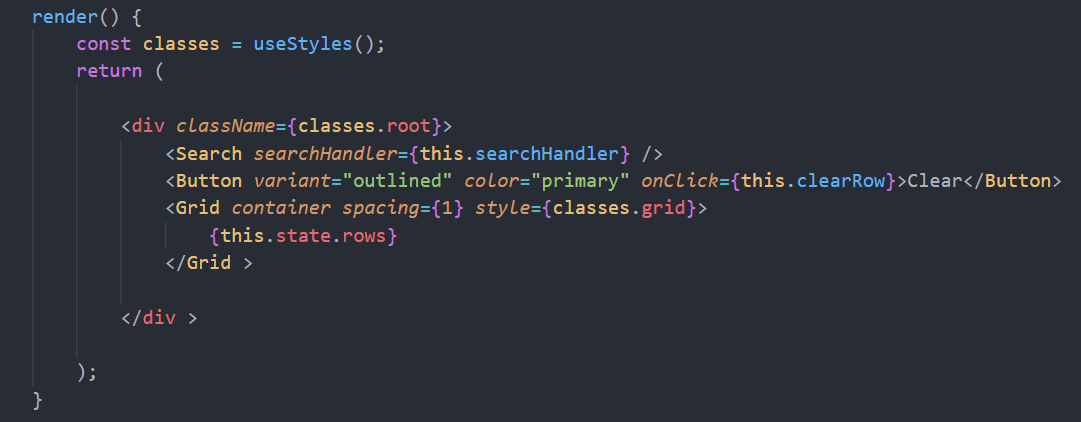 render() {
const classes = useStyles();
return (
<div className={classes.root}>
<Search searchHandler={this.searchHandler} />
<Button variant="outlined" color="primary" onClick={this.clearRow}>Clear</Button>
<Grid container spacing={1} style={classes.grid}>
{this.state.rows}
</Grid >
</div >
);
}